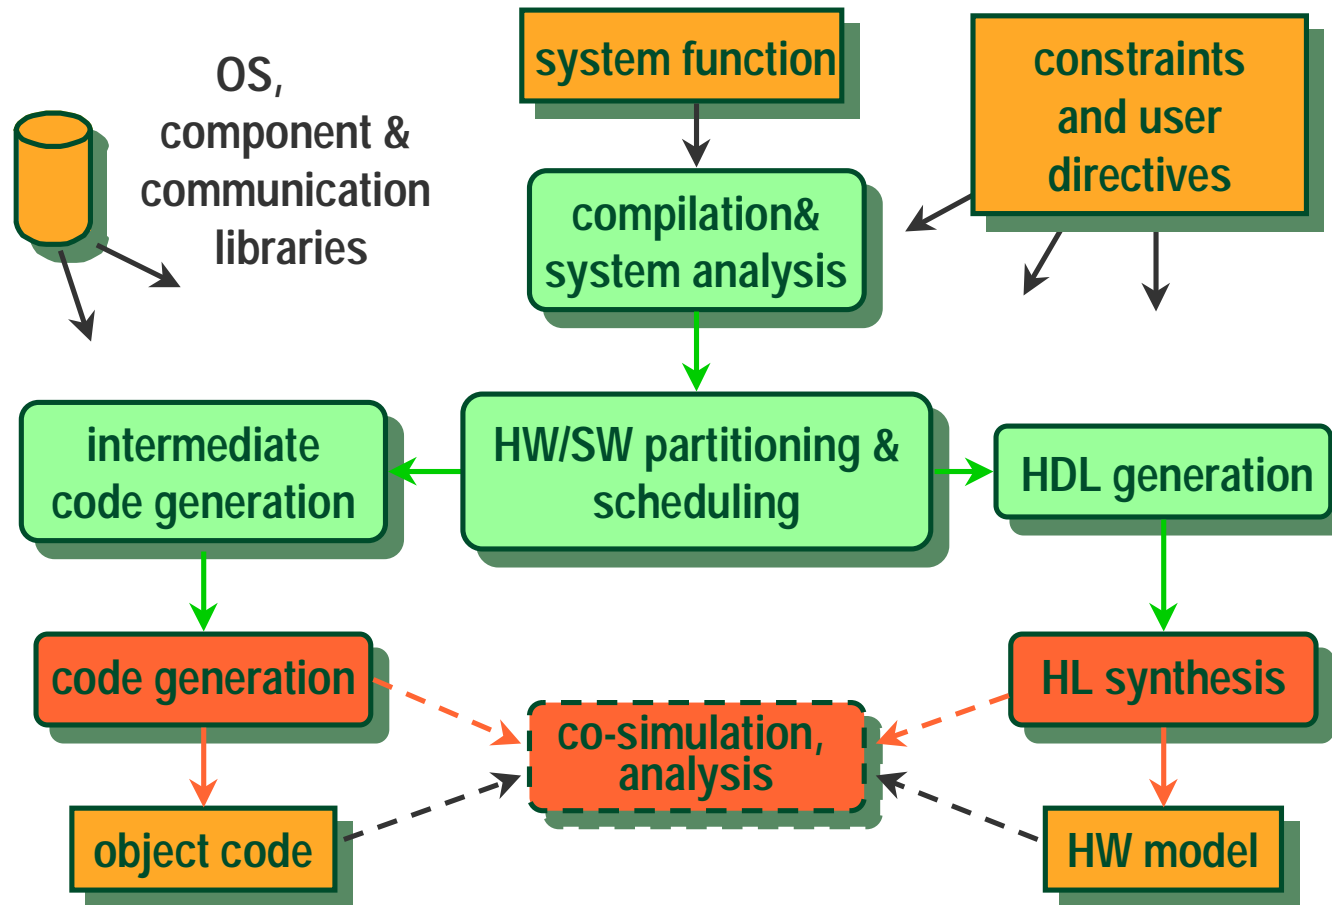 system function
constraints
and user
directives
OS,
component &
communication
libraries
compilation&
system analysis
intermediate
code generation
HW/SW partitioning &
scheduling
HDL generation
code generation
co-simulation,
analysis
HL synthesis
object code
HW model